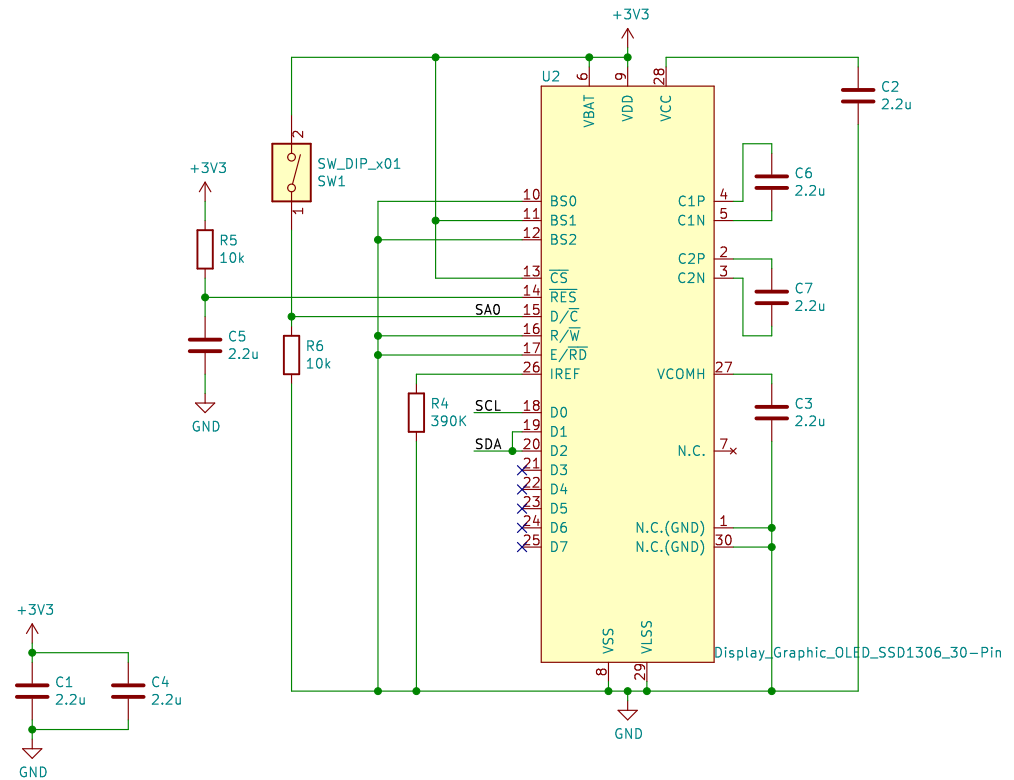 +3V3
U2
6
9
28
VBAT
VDD
VCC
C2
2.2u
2
SW_DIP_x01
SW1
1
+3V3
R5
10k
C5
2.2u
GND
10 BS0
11 BS1
12 BS2
13 CS
14 RES
SA0 15 D/C
16 R/W
17 E/RD
26 IREF
R6
10k
R4
390K
SCL 18 D0
19 D1
SDA 20 D2
21 D3
22 D4
23 D5
24 D6
25 D7
C1P 4
C1N 5
C6
2.2u
C2P 2
C2N 3
C7
2.2u
VCOMH 27
C3
2.2u
N.C. 7
N.C.(GND) 1
N.C.(GND) 30
VSS
VLSS
8
29
Display_Graphic_OLED_SSD1306_30-Pin
GND
+3V3
C1
2.2u
C4
2.2u
GND